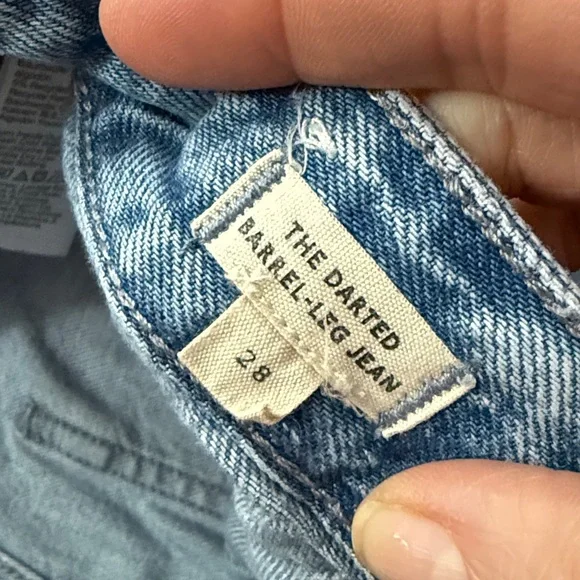 THE DARTED
BARREL-LEG JEAN
28